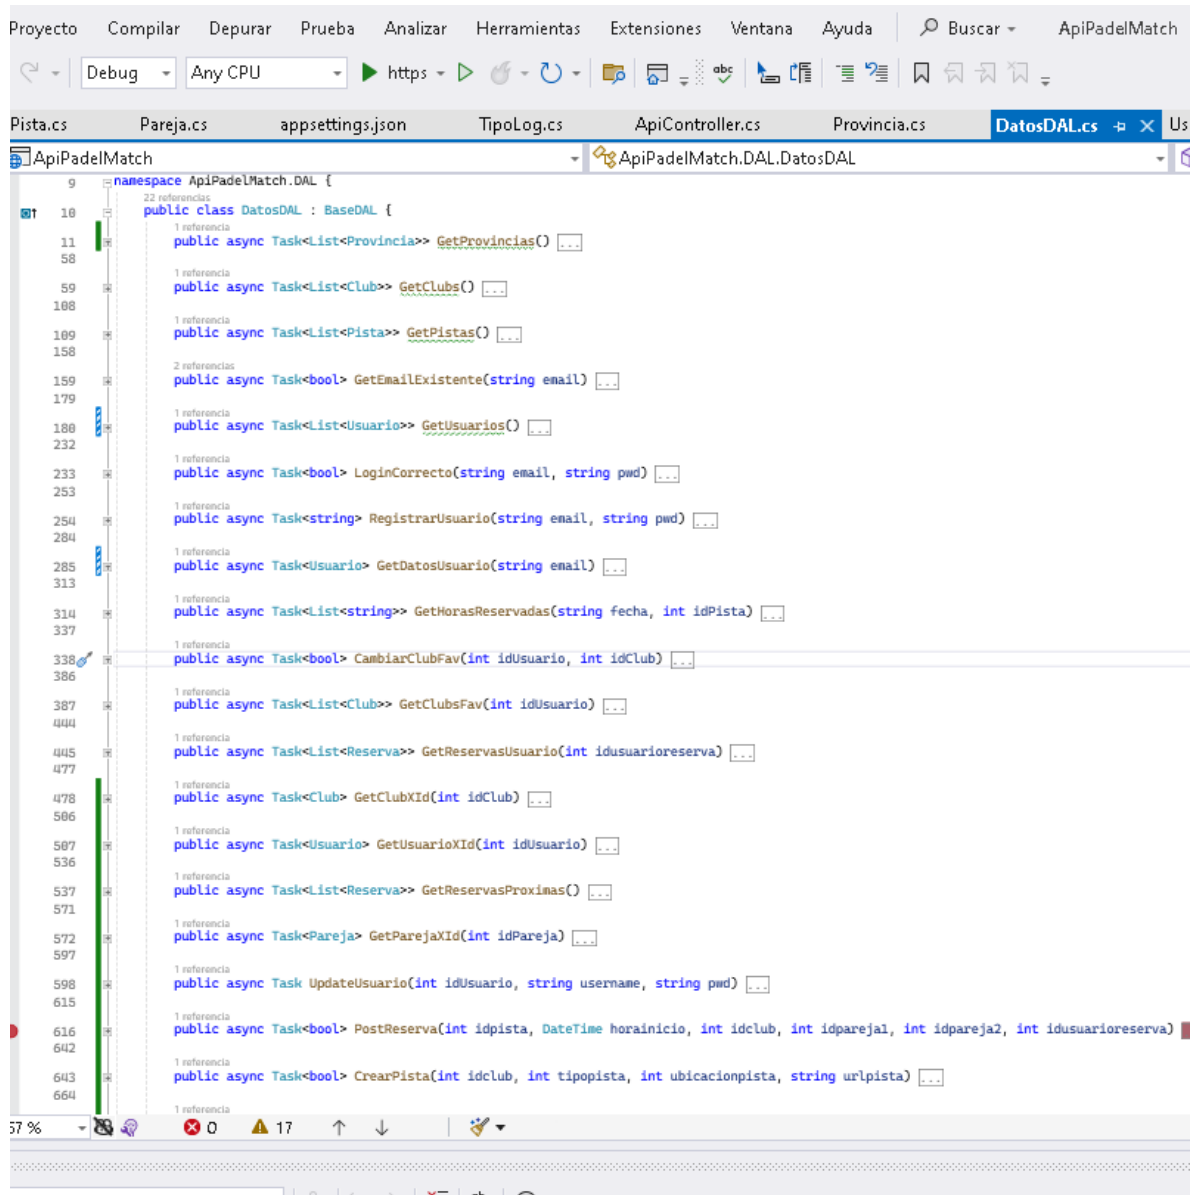 Proyecto Compilar Depurar Prueba Analizar Herramientas Extensiones Ventana Ayuda Buscar ApiPadelMatch
Debug Any CPU https abc
Pista.cs Pareja.cs appsettings.json TipoLog.cs ApiController.cs Provincia.cs DatosDAL.cs Us
ApiPadelMatch ApiPadelMatch.DAL.DatosDAL
9 namespace ApiPadelMatch.DAL {
22 referencias
10 public class DatosDAL : BaseDAL {
1 referencia
11 public async Task<List<Provincia>> GetProvincias() ...
58
1 referencia
59 public async Task<List<Club>> GetClubs() ...
108
1 referencia
109 public async Task<List<Pista>> GetPistas() ...
158
2 referencias
159 public async Task<bool> GetEmailExistente(string email) ...
179
1 referencia
180 public async Task<List<Usuario>> GetUsuarios() ...
232
1 referencia
233 public async Task<bool> LoginCorrecto(string email, string pwd) ...
253
1 referencia
254 public async Task<string> RegistrarUsuario(string email, string pwd) ...
284
1 referencia
285 public async Task<Usuario> GetDatosUsuario(string email) ...
313
1 referencia
314 public async Task<List<string>> GetHorasReservadas(string fecha, int idPista) ...
337
1 referencia
338 public async Task<bool> CambiarClubFav(int idUsuario, int idClub) ...
386
1 referencia
387 public async Task<List<Club>> GetClubsFav(int idUsuario) ...
444
1 referencia
445 public async Task<List<Reserva>> GetReservasUsuario(int idusuarioreserva) ...
477
1 referencia
478 public async Task<Club> GetClubXId(int idClub) ...
506
1 referencia
507 public async Task<Usuario> GetUsuarioXId(int idUsuario) ...
536
1 referencia
537 public async Task<List<Reserva>> GetReservasProximas() ...
571
1 referencia
572 public async Task<Pareja> GetParejaXId(int idPareja) ...
597
1 referencia
598 public async Task UpdateUsuario(int idUsuario, string username, string pwd) ...
615
1 referencia
616 public async Task<bool> PostReserva(int idpista, DateTime horainicio, int idclub, int idpareja1, int idpareja2, int idusuarioreserva)
642
1 referencia
643 public async Task<bool> CrearPista(int idclub, int tipopista, int ubicacionpista, string urlpista) ...
664
1 referencia
57 % 0 17